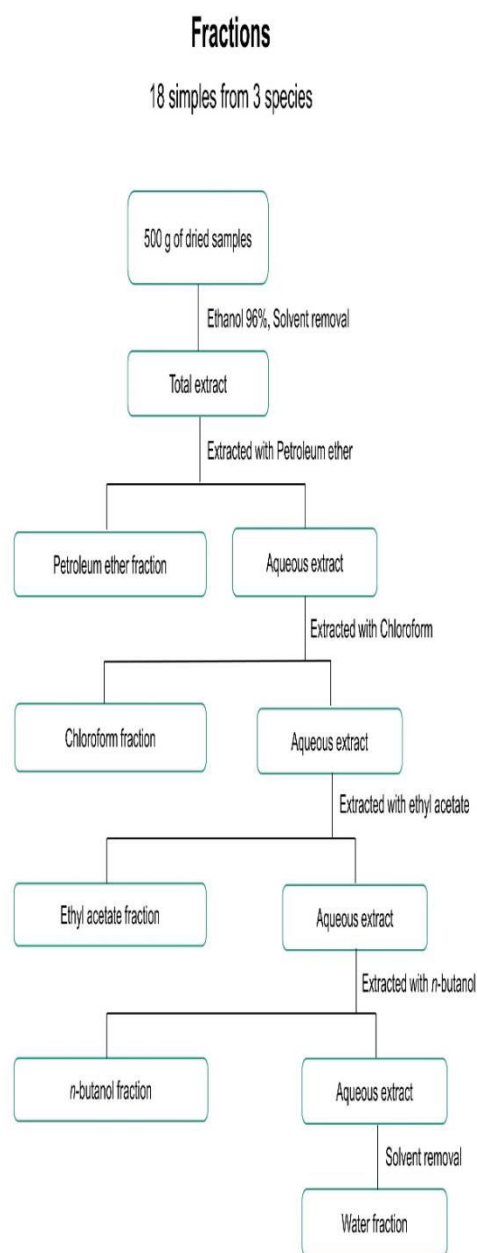 Fractions
18 simples from 3 species
500 g of dried samples
Ethanol 96%, Solvent removal
Total extract
Extracted with Petroleum ether
Petroleum ether fraction
Aqueous extract
Extracted with Chloroform
Chloroform fraction
Aqueous extract
Extracted with ethyl acetate
Ethyl acetate fraction
Aqueous extract
Extracted with n-butanol
n-butanol fraction
Aqueous extract
Solvent removal
Water fraction